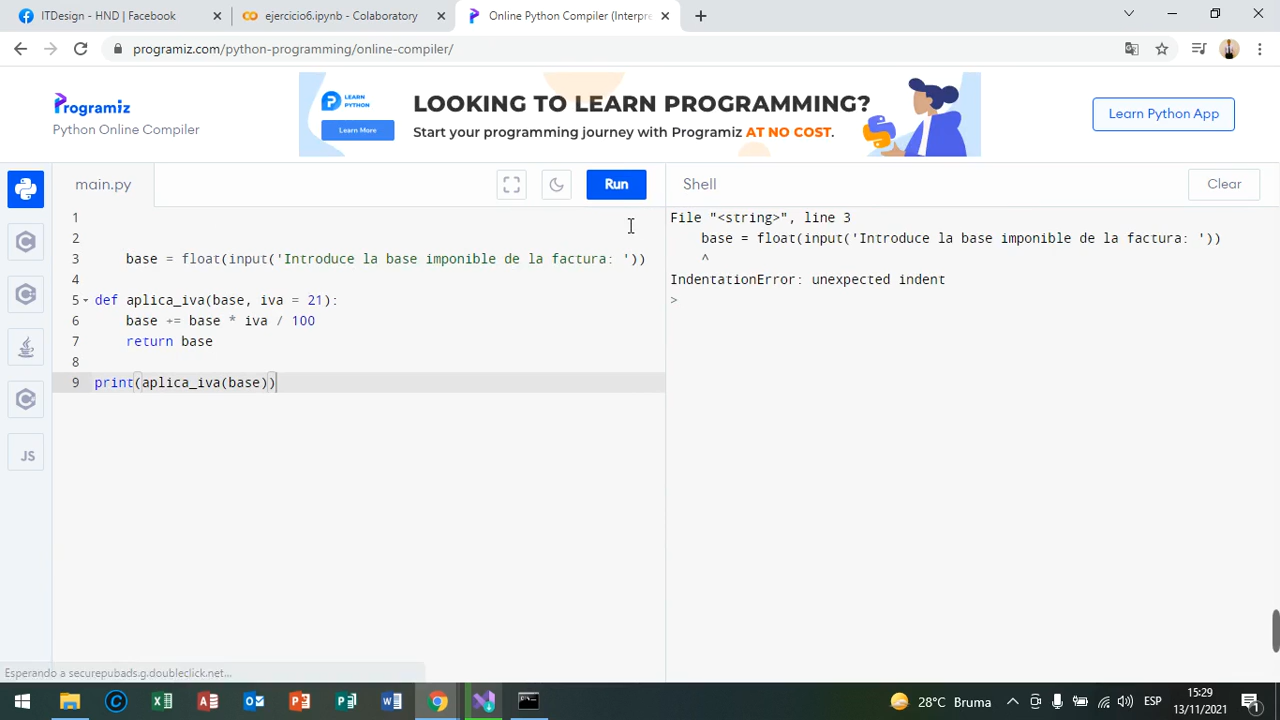 ITDesign - HND | Facebook
ejercicio6.ipynb - Colaboratory
Online Python Compiler (Interpre
programiz.com/python-programming/online-compiler/
Programiz
Python Online Compiler
LEARN PYTHON
Learn More
LOOKING TO LEARN PROGRAMMING?
Start your programming journey with Programiz AT NO COST.
Learn Python App
main.py
Run
Shell
Clear
1
2
3 base = float(input('Introduce la base imponible de la factura: '))
4
5 def aplica_iva(base, iva = 21):
6 base += base * iva / 100
7 return base
8
9 print(aplica_iva(base))
JS
File "<string>", line 3
base = float(input('Introduce la base imponible de la factura: '))
^
IndentationError: unexpected indent
>
Esperando a securepubads.g.doubleclick.net...
28°C Bruma
ESP
15:29
13/11/2021